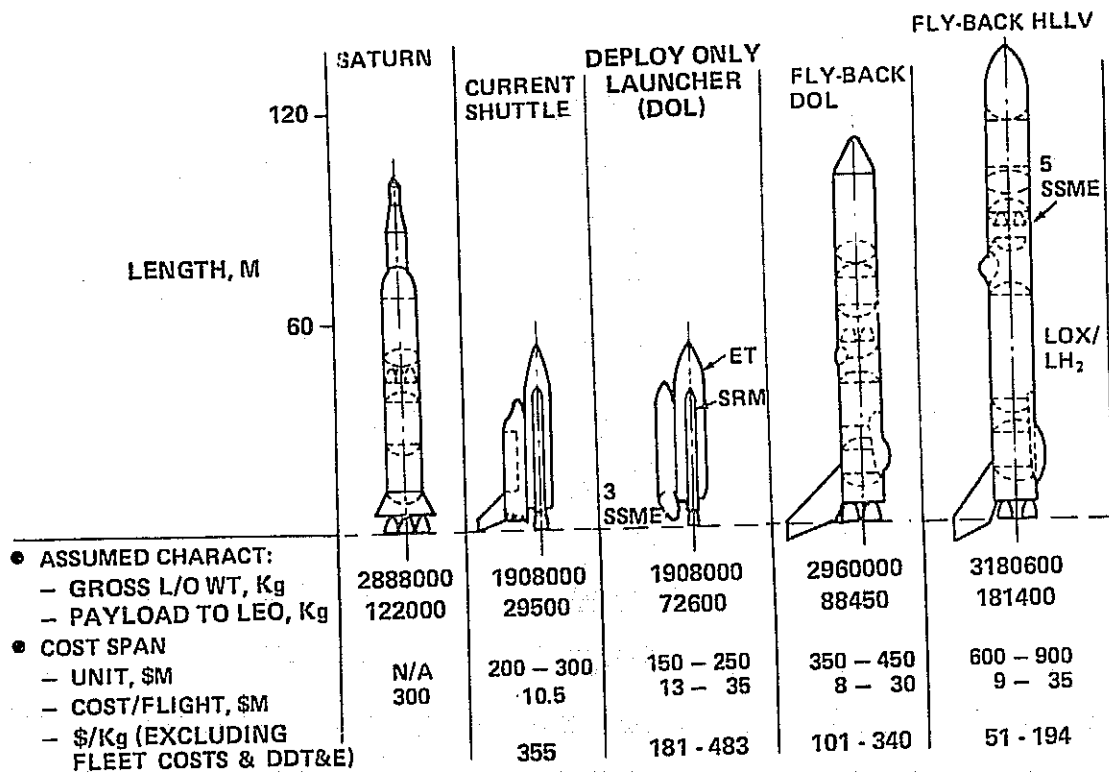 FLY-BACK HLLV
SATURN
CURRENT
SHUTTLE
DEPLOY ONLY
LAUNCHER
(DOL)
FLY-BACK
DOL
120
5
SSME
LENGTH, M
60
ET
SRM
LOX/
LH₂
3
SSME
● ASSUMED CHARACT:
– GROSS L/O WT, Kg 2888000 1908000 1908000 2960000 3180600
– PAYLOAD TO LEO, Kg 122000 29500 72600 88450 181400
● COST SPAN
– UNIT, $M N/A 200 – 300 150 – 250 350 – 450 600 – 900
– COST/FLIGHT, $M 300 10.5 13 – 35 8 – 30 9 – 35
– $/Kg (EXCLUDING
FLEET COSTS & DDT&E) 355 181 - 483 101 - 340 51 - 194